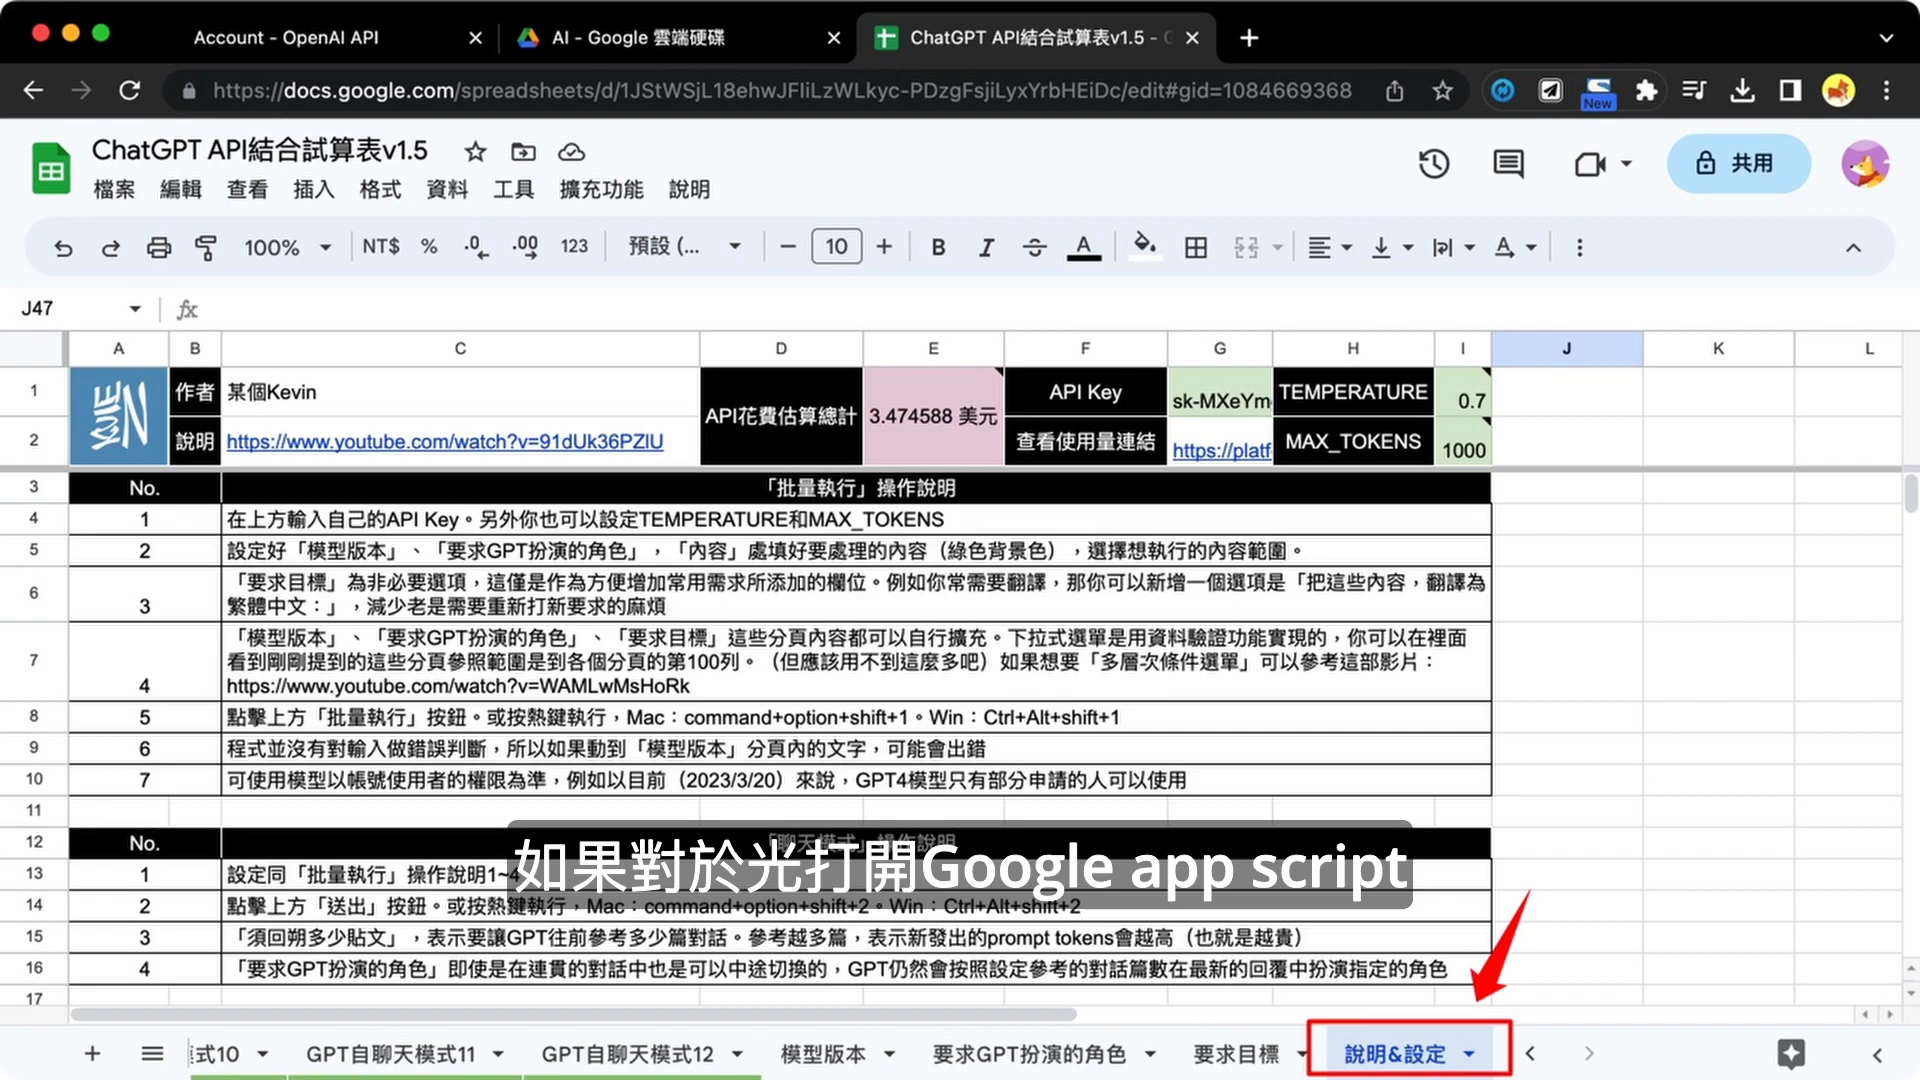 Account - OpenAI API
AI - Google 雲端硬碟
ChatGPT API結合試算表v1.5 -
https://docs.google.com/spreadsheets/d/1JStWSjL18ehwJFIiLzWLkyc-PDzgFsjiLyxYrbHEiDc/edit#gid=1084669368
New
ChatGPT API結合試算表v1.5
檔案 編輯 查看 插入 格式 資料 工具 擴充功能 說明
共用
100% NT$ % .0 .00 123 預設 (... 10 B I A
J47 fx
A B C D E F G H I J K L
1 作者 某個Kevin API花費估算總計 3.474588 美元 API Key sk-MXeYm TEMPERATURE 0.7
2 說明 https://www.youtube.com/watch?v=91dUk36PZlU 查看使用量連結 https://platf MAX_TOKENS 1000
3 No. 「批量執行」操作說明
4 1 在上方輸入自己的API Key。另外你也可以設定TEMPERATURE和MAX_TOKENS
5 2 設定好「模型版本」、「要求GPT扮演的角色」，「內容」處填好要處理的內容（綠色背景色），選擇想執行的內容範圍。
6 3 「要求目標」為非必要選項，這僅是作為方便增加常用需求所添加的欄位。例如你常需要翻譯，那你可以新增一個選項是「把這些內容，翻譯為
繁體中文：」，減少老是需要重新打新要求的麻煩
7 4 「模型版本」、「要求GPT扮演的角色」、「要求目標」這些分頁內容都可以自行擴充。下拉式選單是用資料驗證功能實現的，你可以在裡面
看到剛剛提到的這些分頁參照範圍是到各個分頁的第100列。（但應該用不到這麼多吧）如果想要「多層次條件選單」可以參考這部影片：
https://www.youtube.com/watch?v=WAMLwMsHoRk
8 5 點擊上方「批量執行」按鈕。或按熱鍵執行，Mac：command+option+shift+1。Win：Ctrl+Alt+shift+1
9 6 程式並沒有對輸入做錯誤判斷，所以如果動到「模型版本」分頁內的文字，可能會出錯
10 7 可使用模型以帳號使用者的權限為準，例如以目前（2023/3/20）來說，GPT4模型只有部分申請的人可以使用
11
12 No. 「聊天模式」操作說明
13 1 設定同「批量執行」操作說明1~4
如果對於光打開Google app script
14 2 點擊上方「送出」按鈕。或按熱鍵執行，Mac：command+option+shift+2。Win：Ctrl+Alt+shift+2
15 3 「須回朔多少貼文」，表示要讓GPT往前參考多少篇對話。參考越多篇，表示新發出的prompt tokens會越高（也就是越貴）
16 4 「要求GPT扮演的角色」即使是在連貫的對話中也是可以中途切換的，GPT仍然會按照設定參考的對話篇數在最新的回覆中扮演指定的角色
17
式10 GPT自聊天模式11 GPT自聊天模式12 模型版本 要求GPT扮演的角色 要求目標 說明&設定